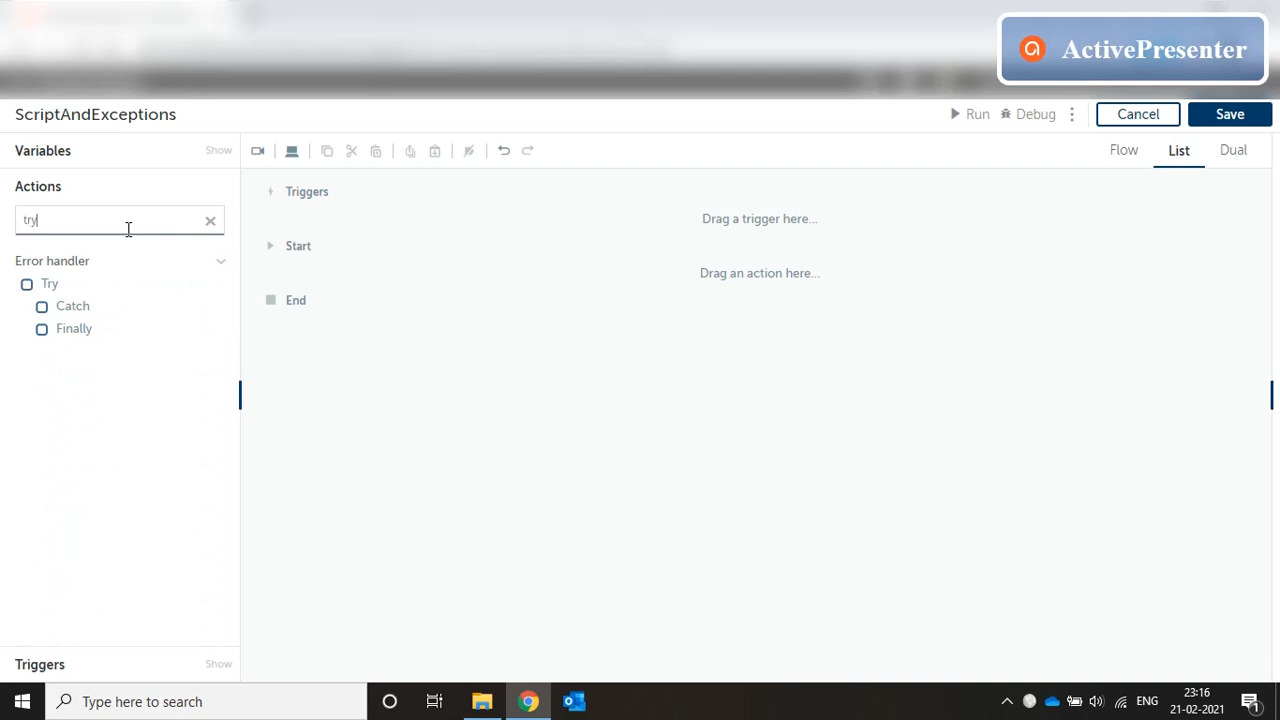 ActivePresenter
ScriptAndExceptions
Run
Debug
Cancel
Save
Variables
Show
Flow
List
Dual
Actions
Triggers
try
Drag a trigger here...
Start
Error handler
Drag an action here...
Try
End
Catch
Finally
Triggers
Show
Type here to search
ENG
23:16
21-02-2021
1